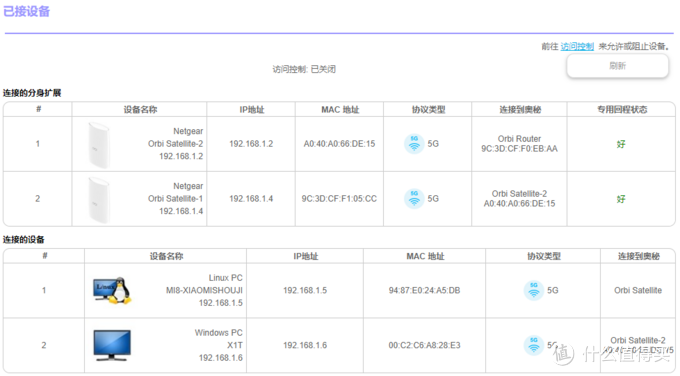 已接设备
前往 访问控制 来允许或阻止设备。
访问控制: 已关闭
刷新
连接的分身扩展
# 设备名称 IP地址 MAC 地址 协议类型 连接到奥秘 专用回程状态
Netgear
1 Orbi Satellite-2 192.168.1.2 A0:40:A0:66:DE:15 5G 5G Orbi Router 好
192.168.1.2 9C:3D:CF:F0:EB:AA
Netgear
2 Orbi Satellite-1 192.168.1.4 9C:3D:CF:F1:05:CC 5G 5G Orbi Satellite-2 好
192.168.1.4 A0:40:A0:66:DE:15
连接的设备
# 设备名称 IP地址 MAC 地址 协议类型 连接到奥秘
Linux PC
1 Linux MI8-XIAOMISHOUJI 192.168.1.5 94:87:E0:24:A5:DB 5G 5G Orbi Satellite
192.168.1.5
Windows PC
2 X1T 192.168.1.6 00:C2:C6:A8:28:E3 5G 5G Orbi Satellite-2
192.168.1.6
值 什么值得买